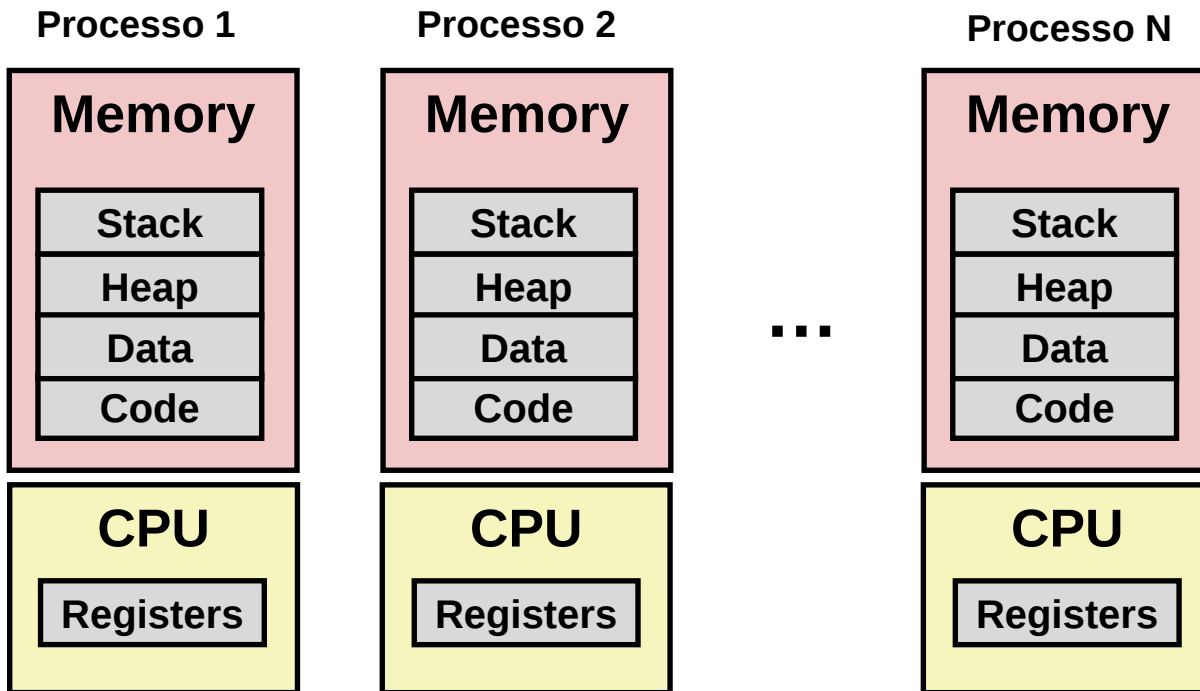 Processo 1
Memory
Stack
Heap
Data
Code
CPU
Registers
Processo 2
Memory
Stack
Heap
Data
Code
CPU
Registers
...
Processo N
Memory
Stack
Heap
Data
Code
CPU
Registers